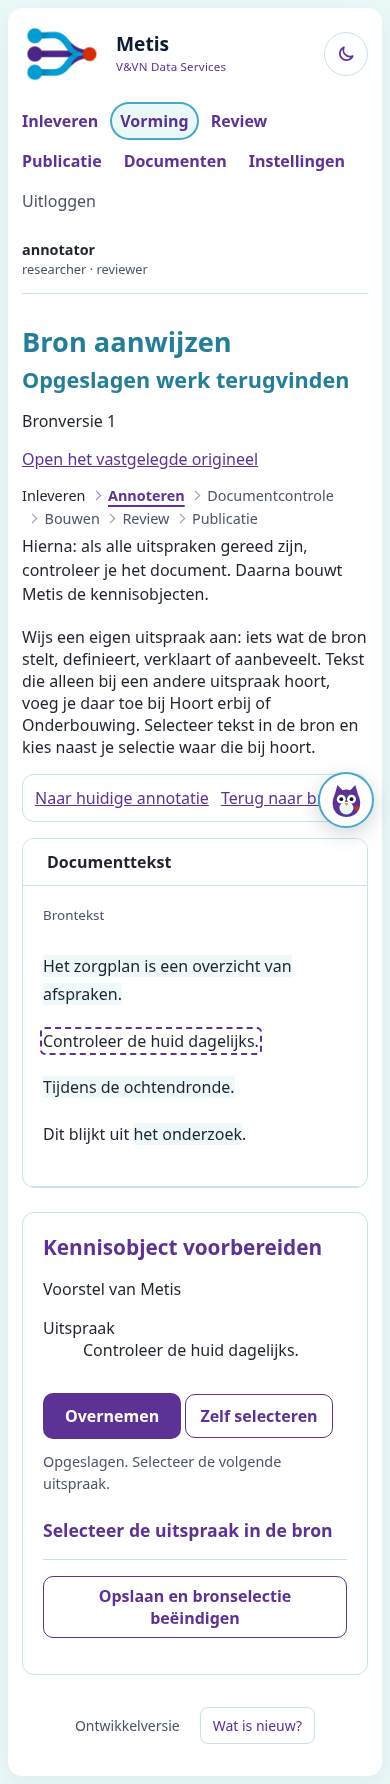 Metis
V&VN Data Services
Inleveren Vorming Review
Publicatie Documenten Instellingen
Uitloggen
annotator
researcher · reviewer
Bron aanwijzen
Opgeslagen werk terugvinden
Bronversie 1
Open het vastgelegde origineel
Inleveren > Annoteren > Documentcontrole
> Bouwen > Review > Publicatie
Hierna: als alle uitspraken gereed zijn,
controleer je het document. Daarna bouwt
Metis de kennisobjecten.
Wijs een eigen uitspraak aan: iets wat de bron
stelt, definieert, verklaart of aanbeveelt. Tekst
die alleen bij een andere uitspraak hoort,
voeg je daar toe bij Hoort erbij of
Onderbouwing. Selecteer tekst in de bron en
kies naast je selectie waar die bij hoort.
Naar huidige annotatie Terug naar
Documenttekst
Brontekst
Het zorgplan is een overzicht van
afspraken.
Controleer de huid dagelijks.
Tijdens de ochtendronde.
Dit blijkt uit het onderzoek.
Kennisobject voorbereiden
Voorstel van Metis
Uitspraak
Controleer de huid dagelijks.
Overnemen Zelf selecteren
Opgeslagen. Selecteer de volgende
uitspraak.
Selecteer de uitspraak in de bron
Opslaan en bronselectie
beëindigen
Ontwikkelversie Wat is nieuw?